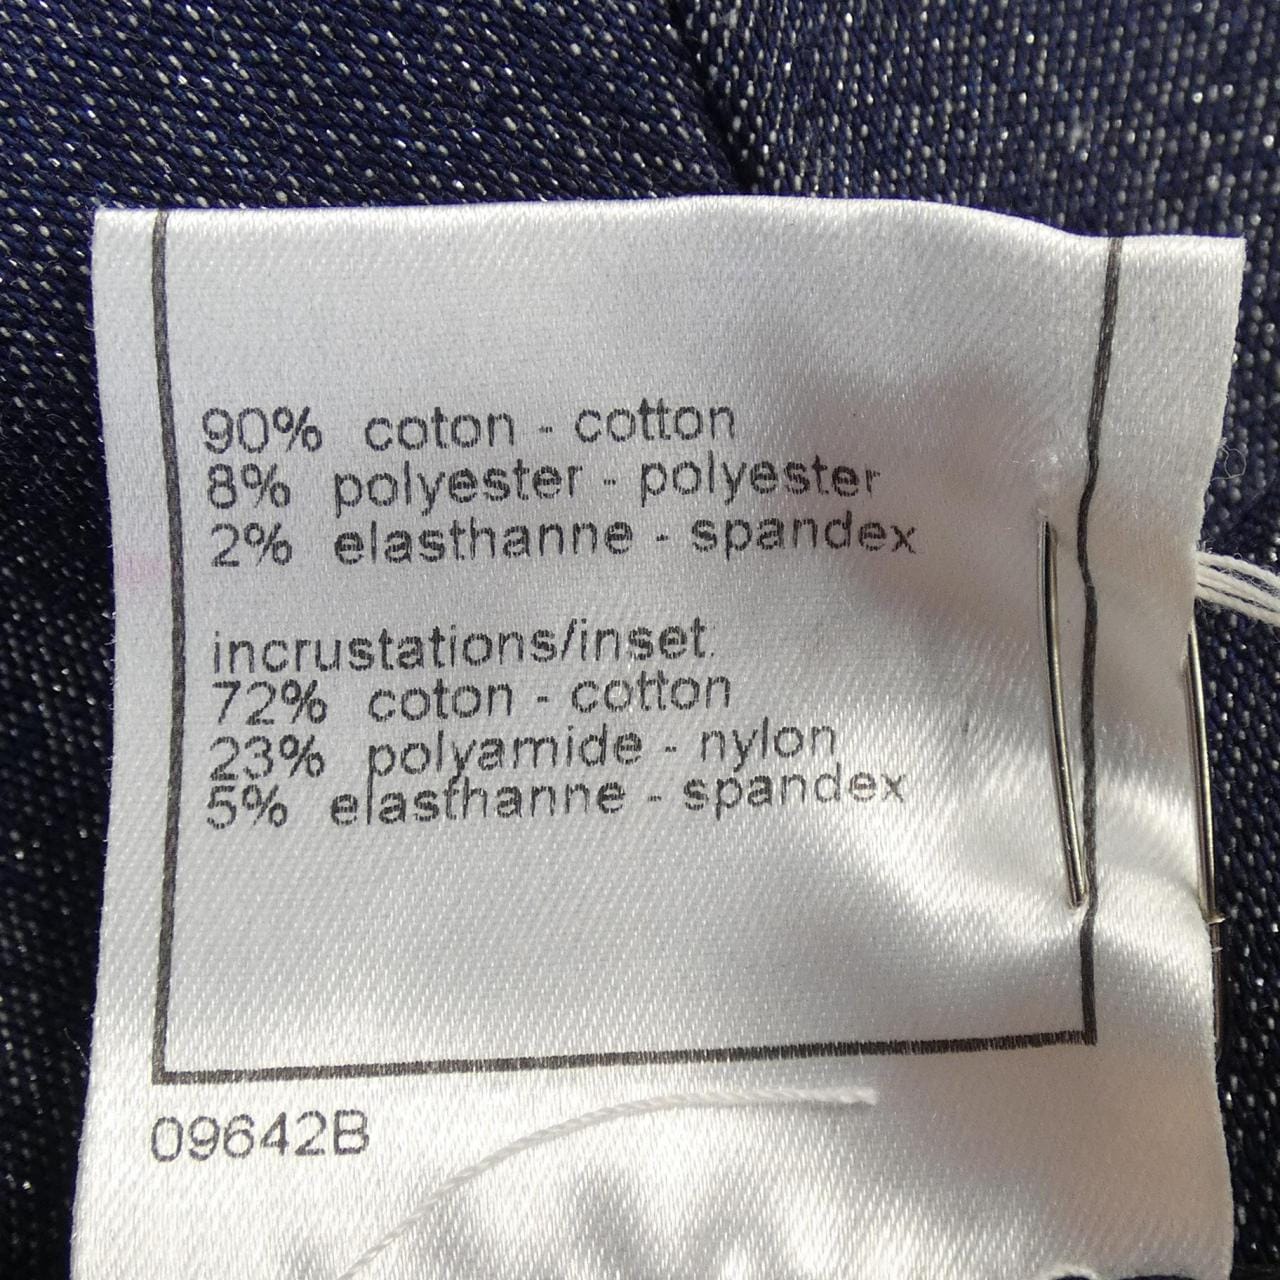 90% coton - cotton
8% polyester - polyester
2% elasthanne - spandex
incrustations/inset:
72% coton - cotton
23% polyamide - nylon
5% elasthanne - spandex
09642B